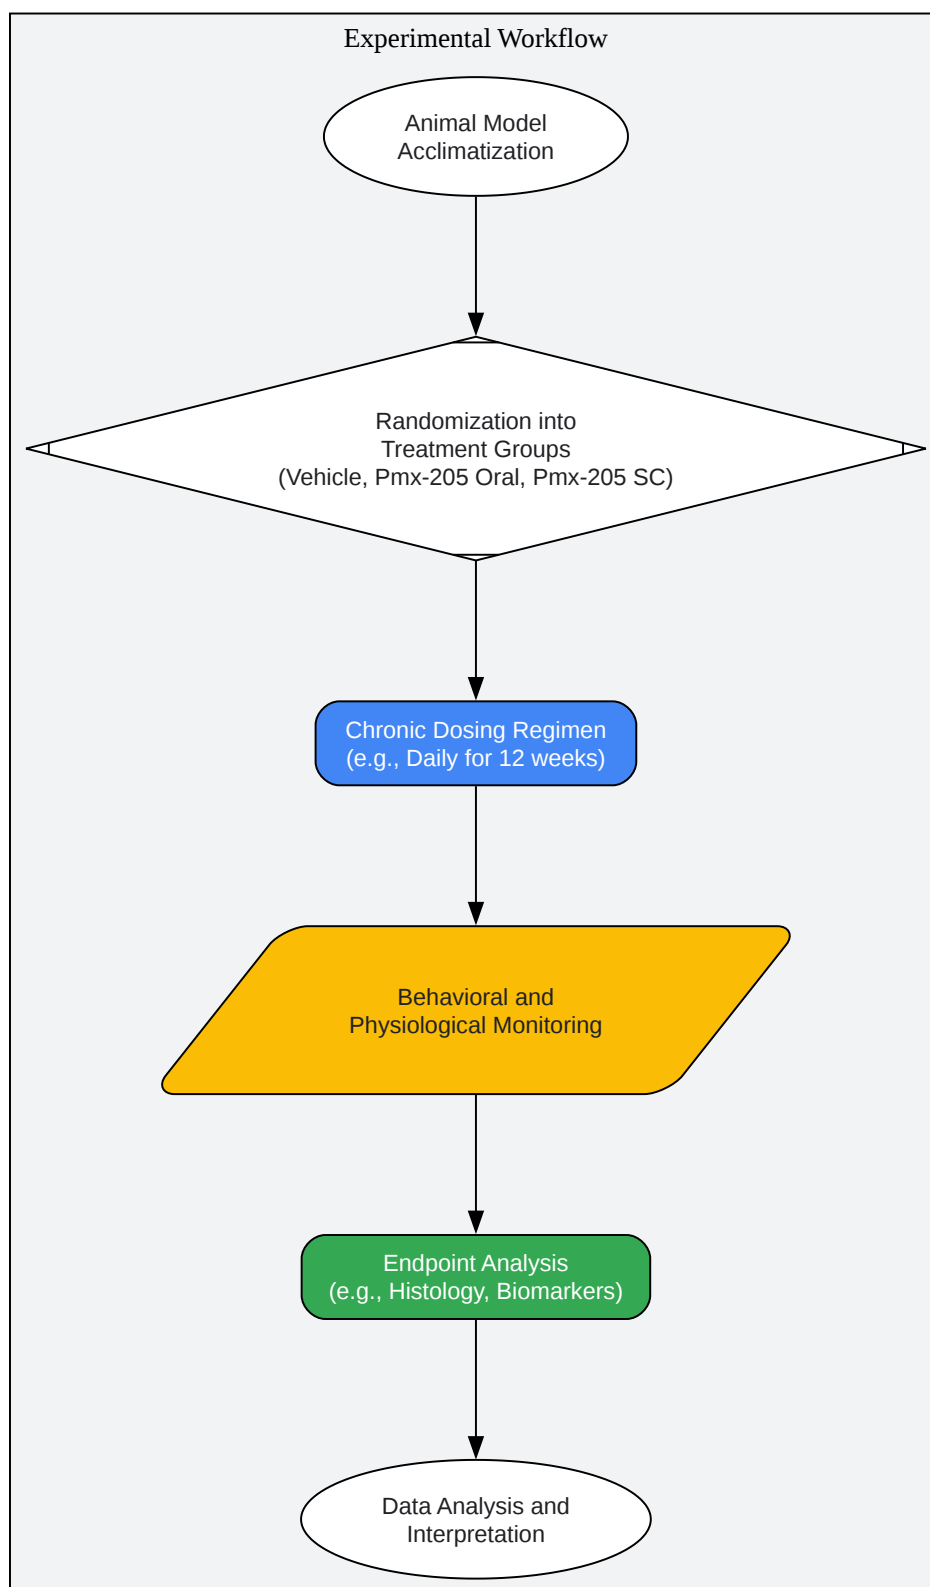 Experimental Workflow
Animal Model
Acclimatization
Randomization into
Treatment Groups
(Vehicle, Pmx-205 Oral, Pmx-205 SC)
Chronic Dosing Regimen
(e.g., Daily for 12 weeks)
Behavioral and
Physiological Monitoring
Endpoint Analysis
(e.g., Histology, Biomarkers)
Data Analysis and
Interpretation